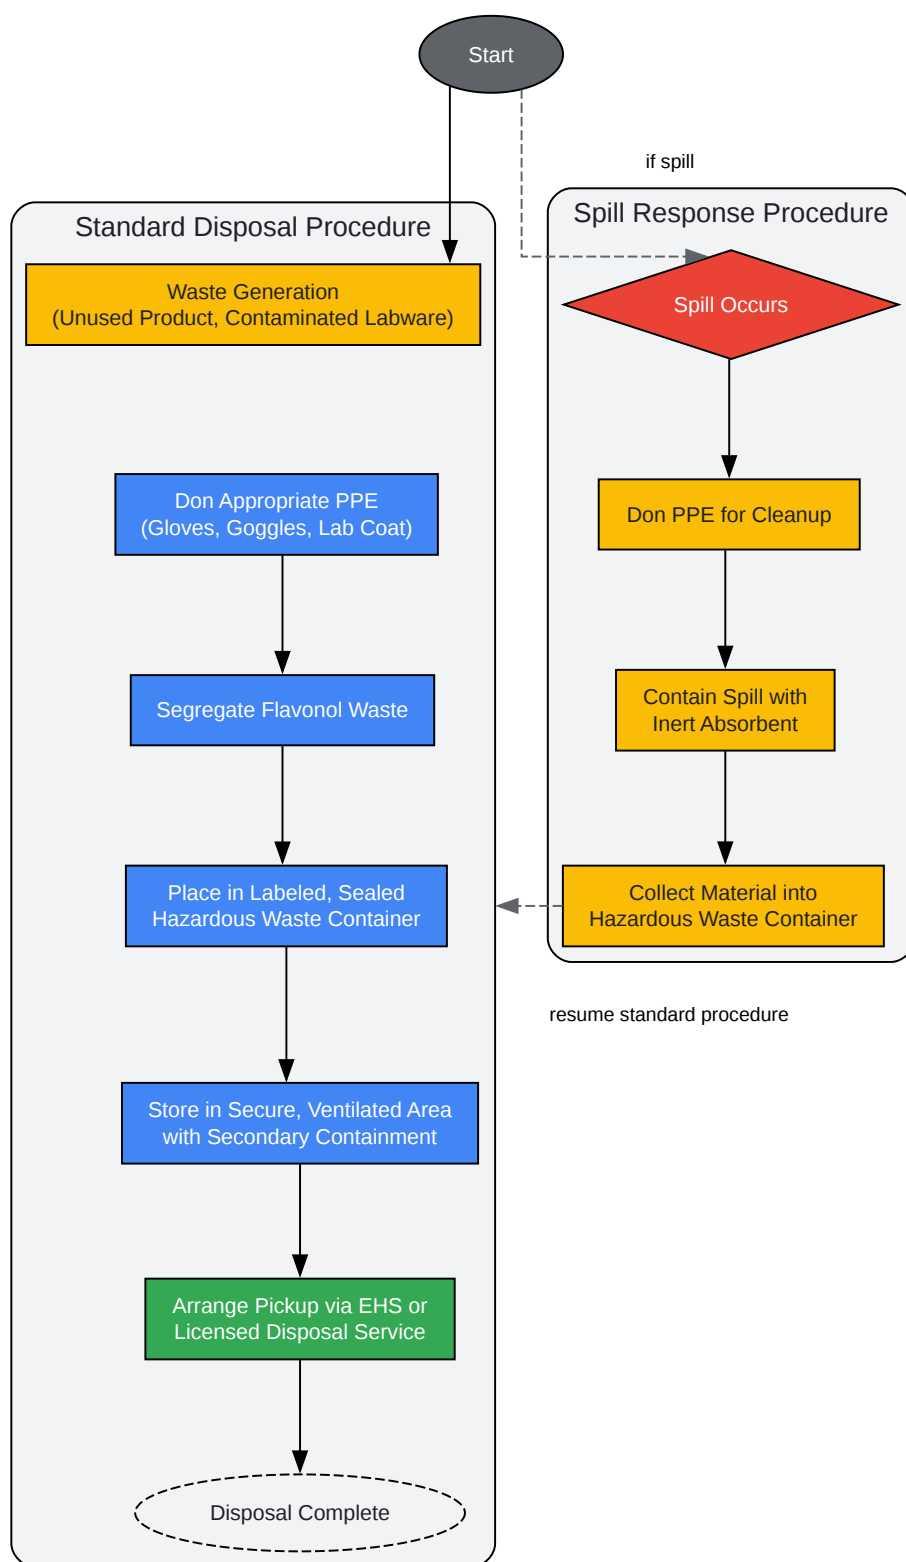 Start
if spill
Standard Disposal Procedure
Waste Generation
(Unused Product, Contaminated Labware)
Don Appropriate PPE
(Gloves, Goggles, Lab Coat)
Segregate Flavonol Waste
Place in Labeled, Sealed
Hazardous Waste Container
Store in Secure, Ventilated Area
with Secondary Containment
Arrange Pickup via EHS or
Licensed Disposal Service
Disposal Complete
Spill Response Procedure
Spill Occurs
Don PPE for Cleanup
Contain Spill with
Inert Absorbent
Collect Material into
Hazardous Waste Container
resume standard procedure